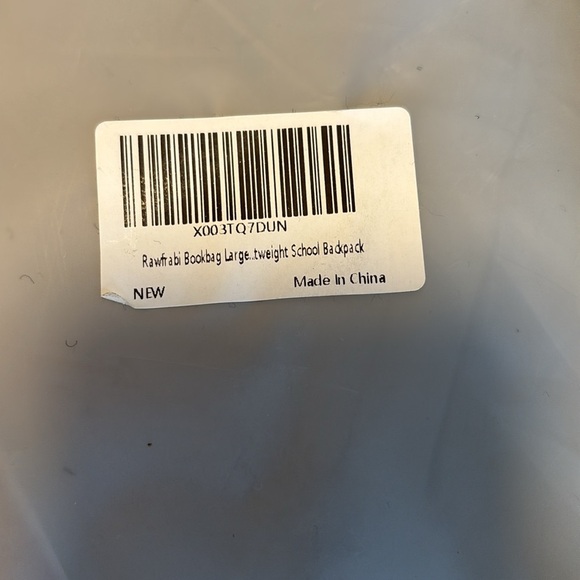 X003TQ7DUN
Rawfrabi Bookbag Large...tweight School Backpack
NEW
Made In China